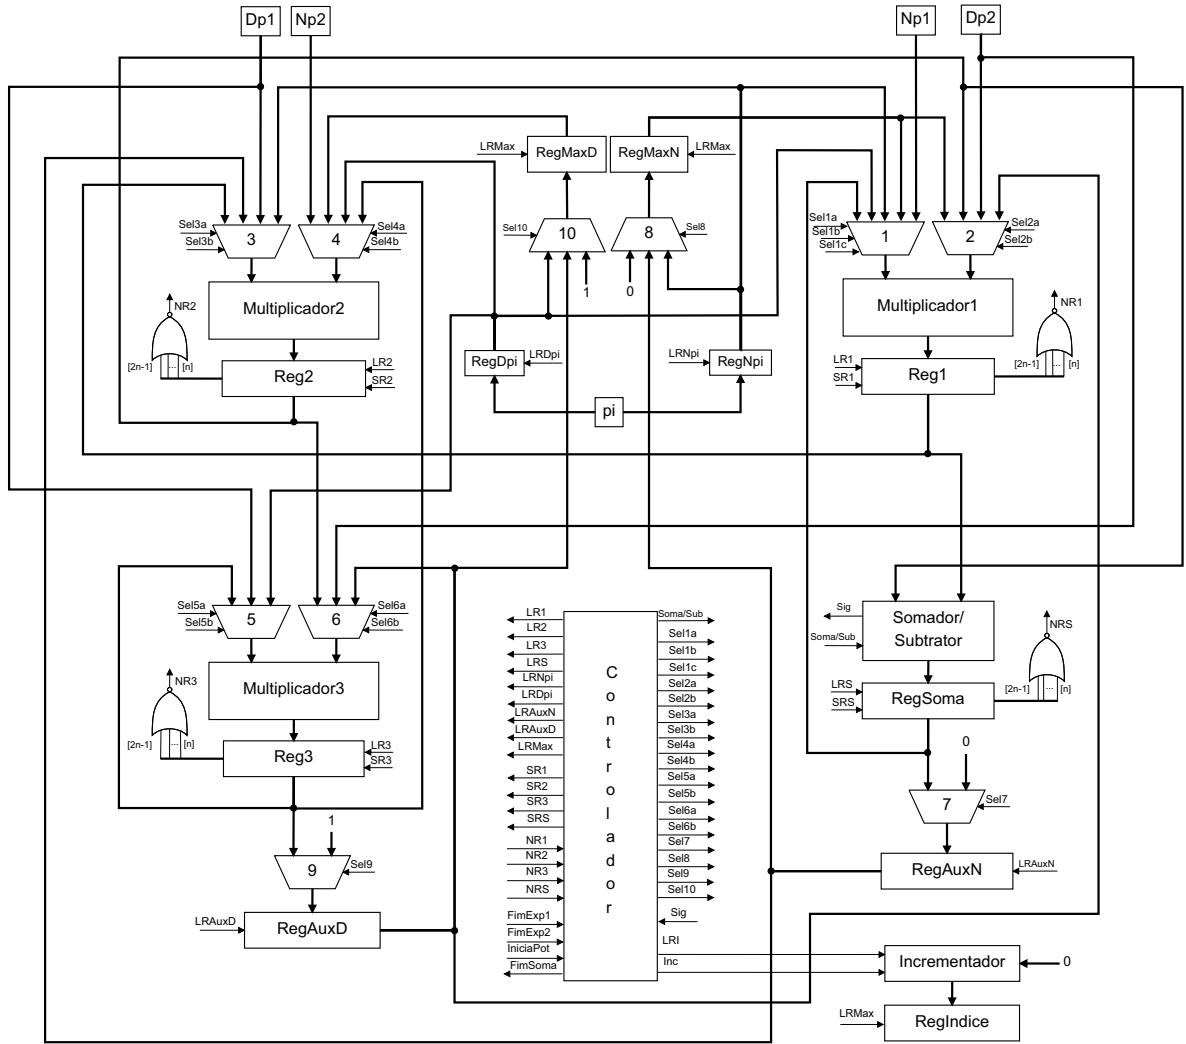 Dp1 Np2 Np1 Dp2
LRMax RegMaxD RegMaxN LRMax
Sel3a 3 Sel3b
4 Sel4a Sel4b
Sel10 10 8 Sel8
Sel1a Sel1b Sel1c 1
2 Sel2a Sel2b
1 0
Multiplicador2
Multiplicador1
NR2
[2n-1] ... [n]
Reg2 LR2 SR2
RegDpi LRDpi
LRNpi RegNpi
pi
LR1 SR1 Reg1
NR1
[2n-1] ... [n]
Sel5a Sel5b 5
6 Sel6a Sel6b
Multiplicador3
NR3
[2n-1] ... [n]
Reg3 LR3 SR3
1
9 Sel9
LRAuxD RegAuxD
Controlador
LR1
LR2
LR3
LRS
LRNpi
LRDpi
LRAuxN
LRAuxD
LRMax
SR1
SR2
SR3
SRS
NR1
NR2
NR3
NRS
FimExp1
FimExp2
IniciaPot
FimSoma
Soma/Sub
Sel1a
Sel1b
Sel1c
Sel2a
Sel2b
Sel3a
Sel3b
Sel4a
Sel4b
Sel5a
Sel5b
Sel6a
Sel6b
Sel7
Sel8
Sel9
Sel10
Sig
LRI
Inc
Sig
Soma/Sub
Somador/
Subtrator
NRS
[2n-1] ... [n]
LRS SRS RegSoma
0
7 Sel7
RegAuxN LRAuxN
Incrementador 0
LRMax RegIndice